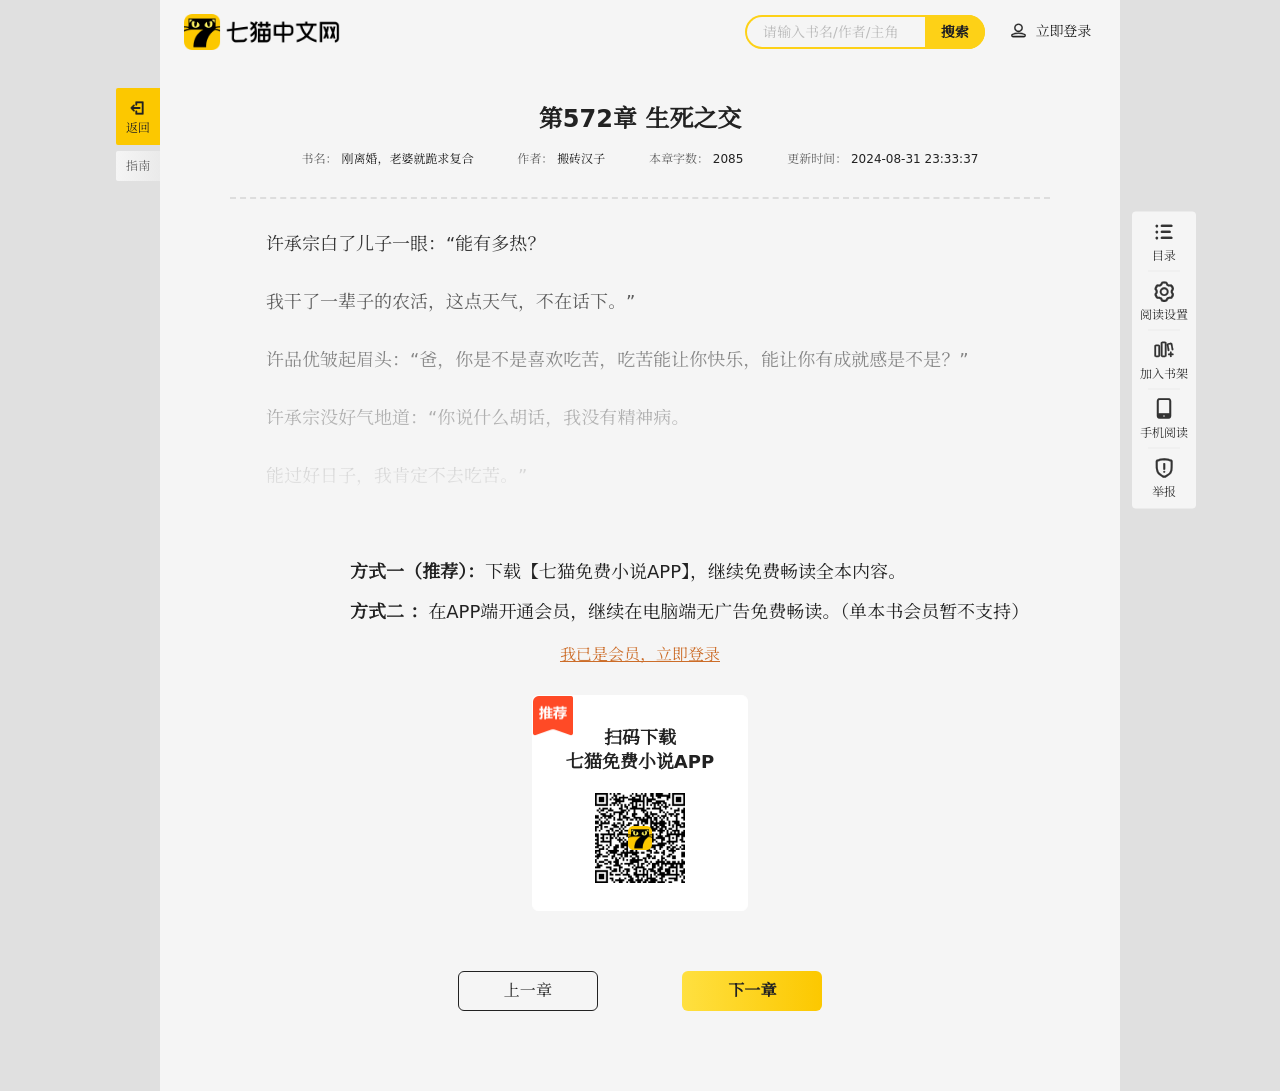 七猫中文网
请输入书名/作者/主角
搜索
立即登录
返回
指南
第572章 生死之交
书名： 刚离婚，老婆就跪求复合 作者： 搬砖汉子 本章字数： 2085 更新时间： 2024-08-31 23:33:37
许承宗白了儿子一眼：“能有多热？
我干了一辈子的农活，这点天气，不在话下。”
许品优皱起眉头：“爸，你是不是喜欢吃苦，吃苦能让你快乐，能让你有成就感是不是？”
许承宗没好气地道：“你说什么胡话，我没有精神病。
能过好日子，我肯定不去吃苦。”
目录
阅读设置
加入书架
手机阅读
举报
方式一（推荐）：下载【七猫免费小说APP】，继续免费畅读全本内容。
方式二 ：在APP端开通会员，继续在电脑端无广告免费畅读。（单本书会员暂不支持）
我已是会员，立即登录
推荐
扫码下载
七猫免费小说APP
上一章
下一章